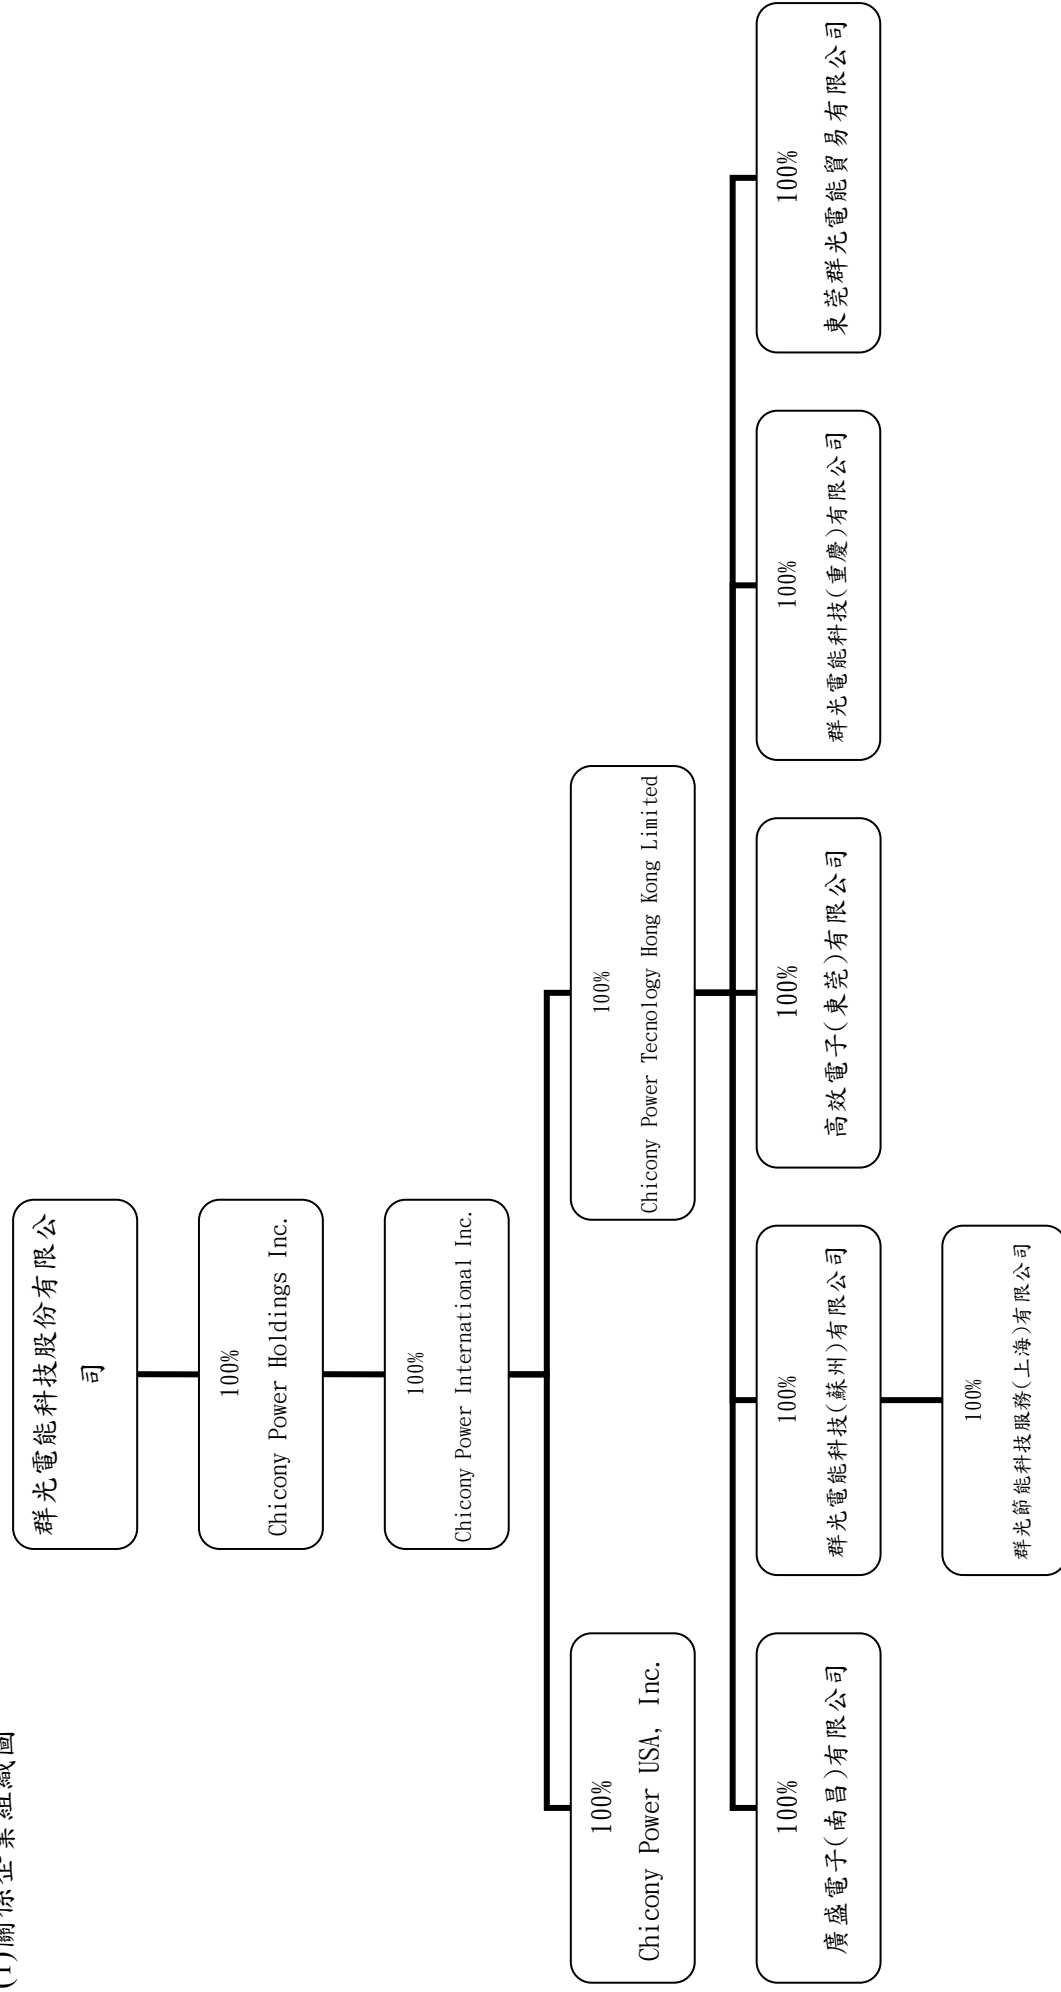 (1)關係企業組織圖
群光電能科技股份有限公
司
100%
Chicony Power Holdings Inc.
100%
Chicony Power International Inc.
100%
Chicony Power USA, Inc.
100%
Chicony Power Tecnology Hong Kong Limited
100%
廣盛電子(南昌)有限公司
100%
群光電能科技(蘇州)有限公司
100%
高效電子(東莞)有限公司
100%
群光電能科技(重慶)有限公司
100%
東莞群光電能貿易有限公司
100%
群光節能科技服務(上海)有限公司